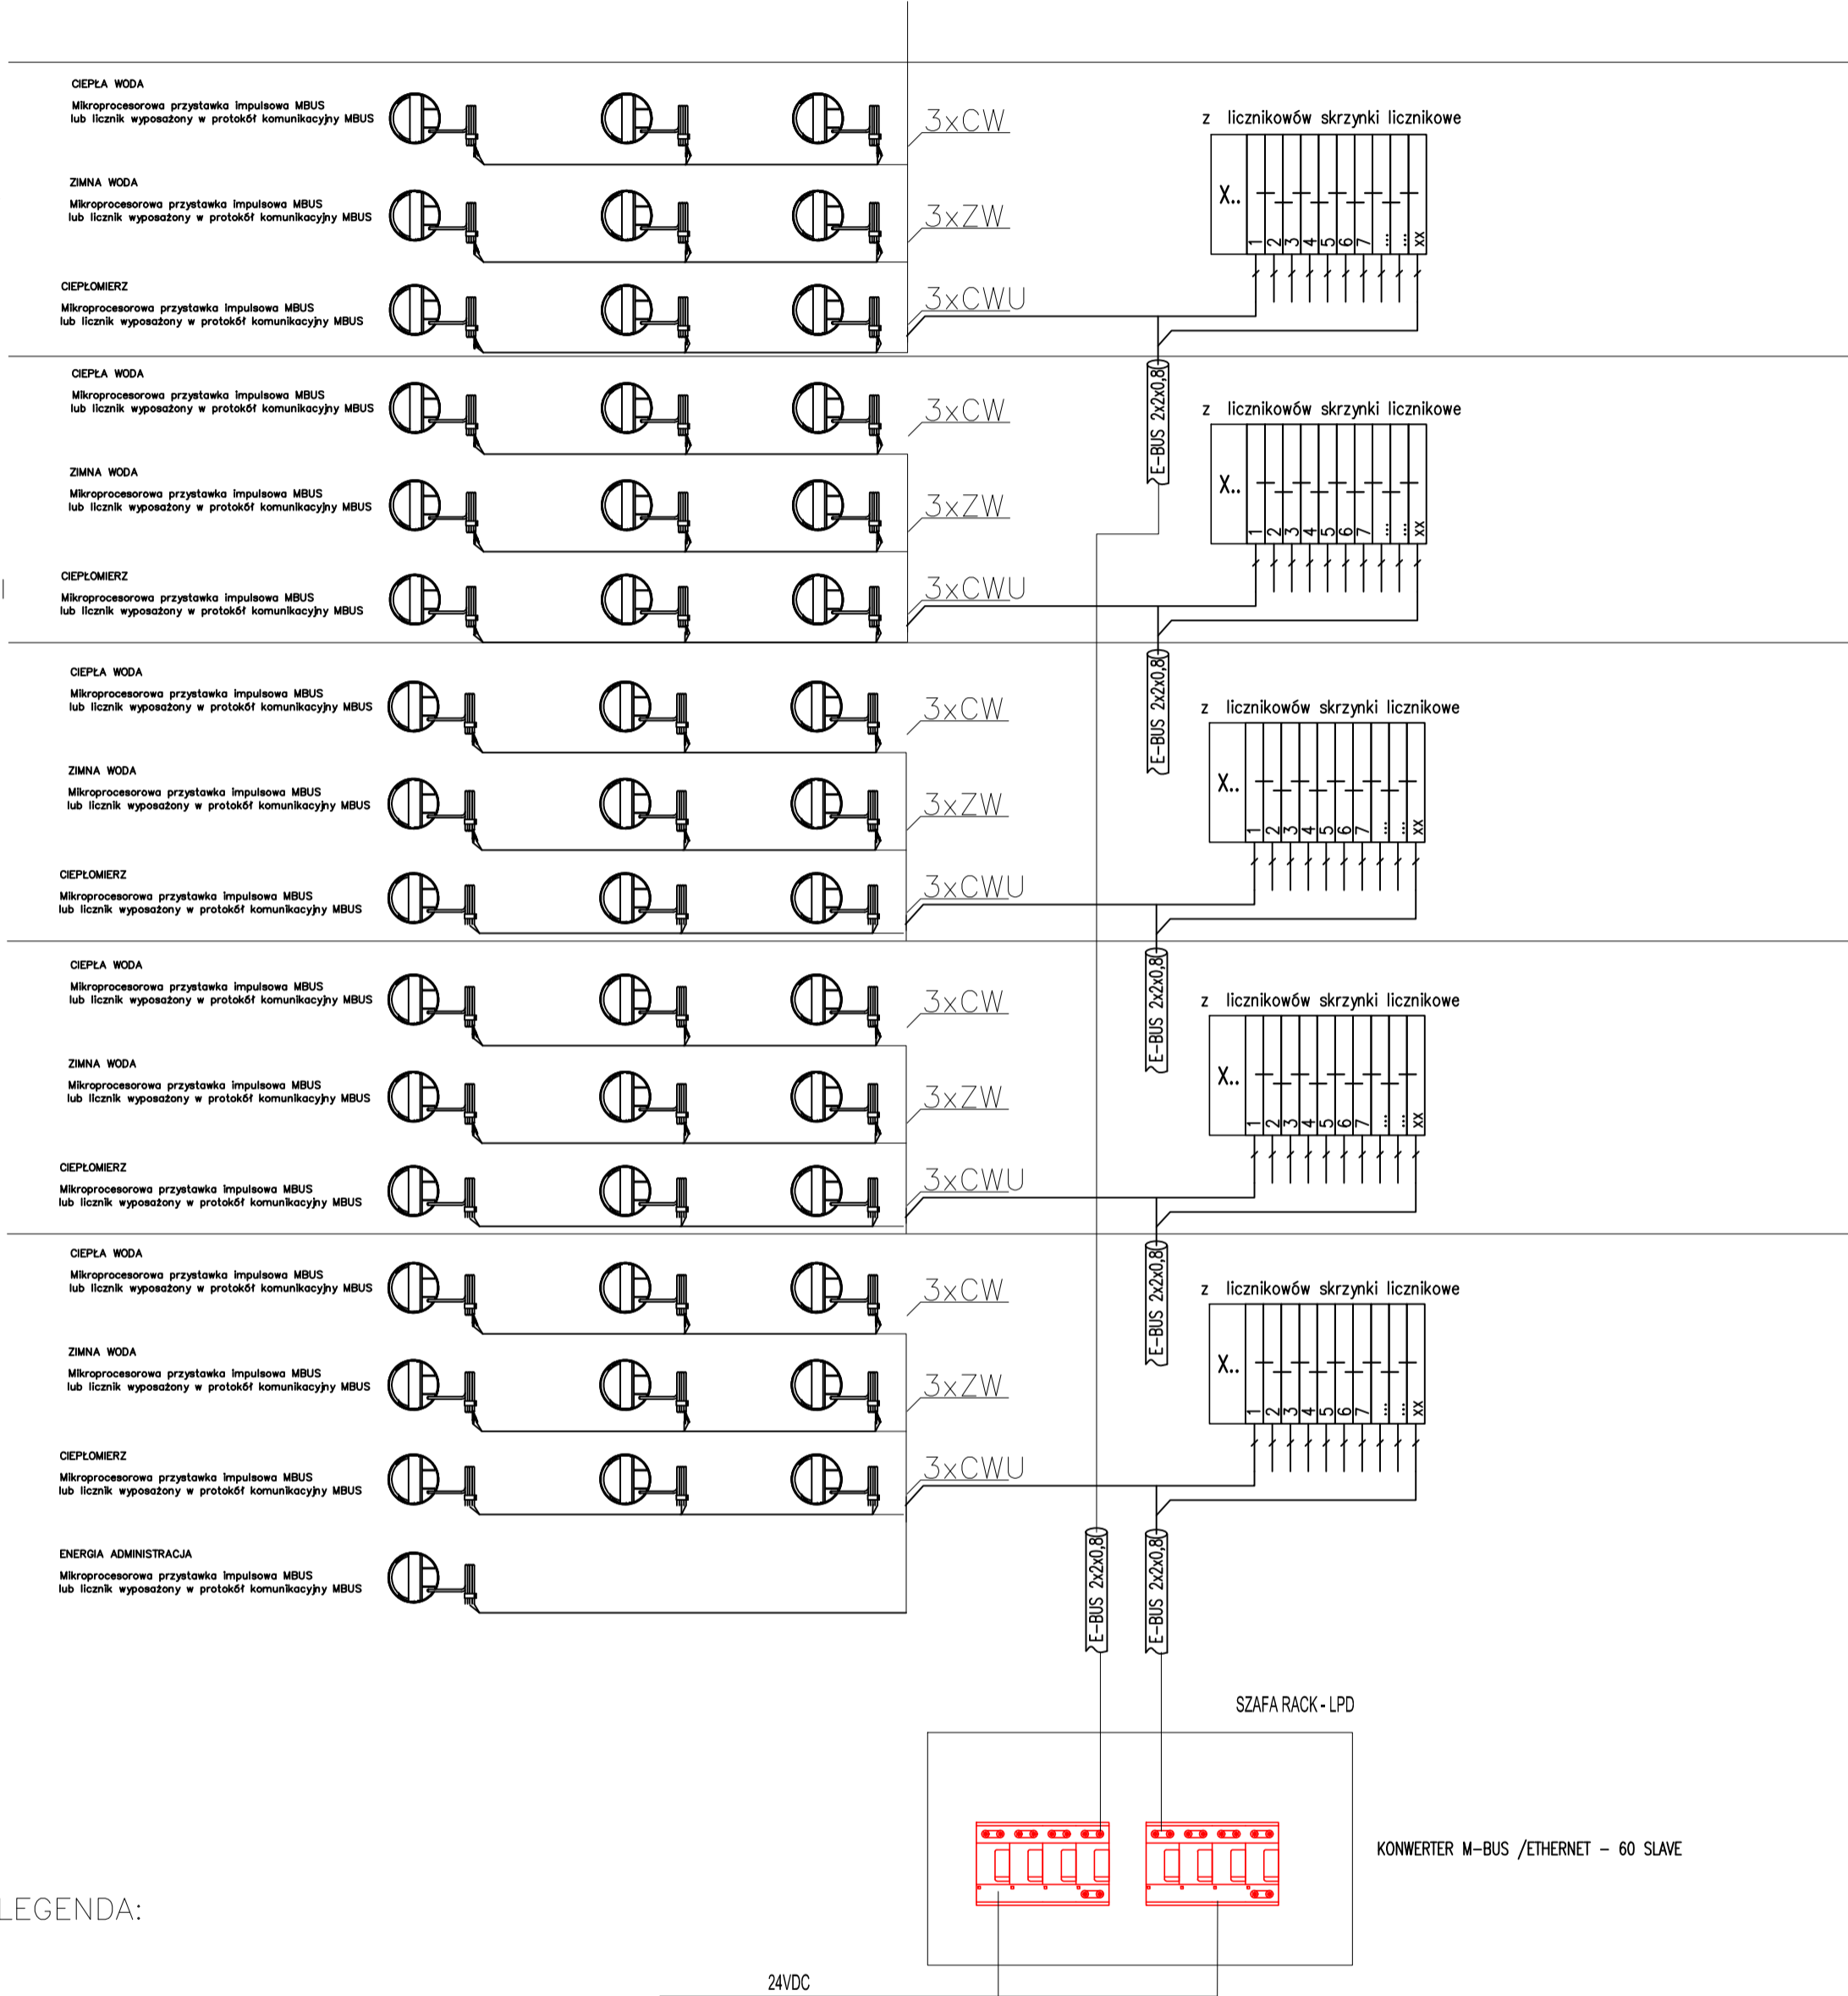 CIEPŁA WODA
Mikroprocesorowa przystawka impulsowa MBUS
lub licznik wyposażony w protokół komunikacyjny MBUS
3xCW
z licznikowów skrzynki licznikowe
X..
1 2 3 4 5 6 7 ... ... xx
ZIMNA WODA
Mikroprocesorowa przystawka impulsowa MBUS
lub licznik wyposażony w protokół komunikacyjny MBUS
3xZW
CIEPŁOMIERZ
Mikroprocesorowa przystawka impulsowa MBUS
lub licznik wyposażony w protokół komunikacyjny MBUS
3xCWU
E-BUS 2x2x0,8
CIEPŁA WODA
Mikroprocesorowa przystawka impulsowa MBUS
lub licznik wyposażony w protokół komunikacyjny MBUS
3xCW
z licznikowów skrzynki licznikowe
X..
1 2 3 4 5 6 7 ... ... xx
ZIMNA WODA
Mikroprocesorowa przystawka impulsowa MBUS
lub licznik wyposażony w protokół komunikacyjny MBUS
3xZW
CIEPŁOMIERZ
Mikroprocesorowa przystawka impulsowa MBUS
lub licznik wyposażony w protokół komunikacyjny MBUS
3xCWU
E-BUS 2x2x0,8
CIEPŁA WODA
Mikroprocesorowa przystawka impulsowa MBUS
lub licznik wyposażony w protokół komunikacyjny MBUS
3xCW
z licznikowów skrzynki licznikowe
X..
1 2 3 4 5 6 7 ... ... xx
ZIMNA WODA
Mikroprocesorowa przystawka impulsowa MBUS
lub licznik wyposażony w protokół komunikacyjny MBUS
3xZW
CIEPŁOMIERZ
Mikroprocesorowa przystawka impulsowa MBUS
lub licznik wyposażony w protokół komunikacyjny MBUS
3xCWU
E-BUS 2x2x0,8
CIEPŁA WODA
Mikroprocesorowa przystawka impulsowa MBUS
lub licznik wyposażony w protokół komunikacyjny MBUS
3xCW
z licznikowów skrzynki licznikowe
X..
1 2 3 4 5 6 7 ... ... xx
ZIMNA WODA
Mikroprocesorowa przystawka impulsowa MBUS
lub licznik wyposażony w protokół komunikacyjny MBUS
3xZW
CIEPŁOMIERZ
Mikroprocesorowa przystawka impulsowa MBUS
lub licznik wyposażony w protokół komunikacyjny MBUS
3xCWU
E-BUS 2x2x0,8
CIEPŁA WODA
Mikroprocesorowa przystawka impulsowa MBUS
lub licznik wyposażony w protokół komunikacyjny MBUS
3xCW
z licznikowów skrzynki licznikowe
X..
1 2 3 4 5 6 7 ... ... xx
ZIMNA WODA
Mikroprocesorowa przystawka impulsowa MBUS
lub licznik wyposażony w protokół komunikacyjny MBUS
3xZW
CIEPŁOMIERZ
Mikroprocesorowa przystawka impulsowa MBUS
lub licznik wyposażony w protokół komunikacyjny MBUS
3xCWU
ENERGIA ADMINISTRACJA
Mikroprocesorowa przystawka impulsowa MBUS
lub licznik wyposażony w protokół komunikacyjny MBUS
E-BUS 2x2x0,8
E-BUS 2x2x0,8
SZAFA RACK - LPD
KONWERTER M-BUS /ETHERNET - 60 SLAVE
LEGENDA:
24VDC